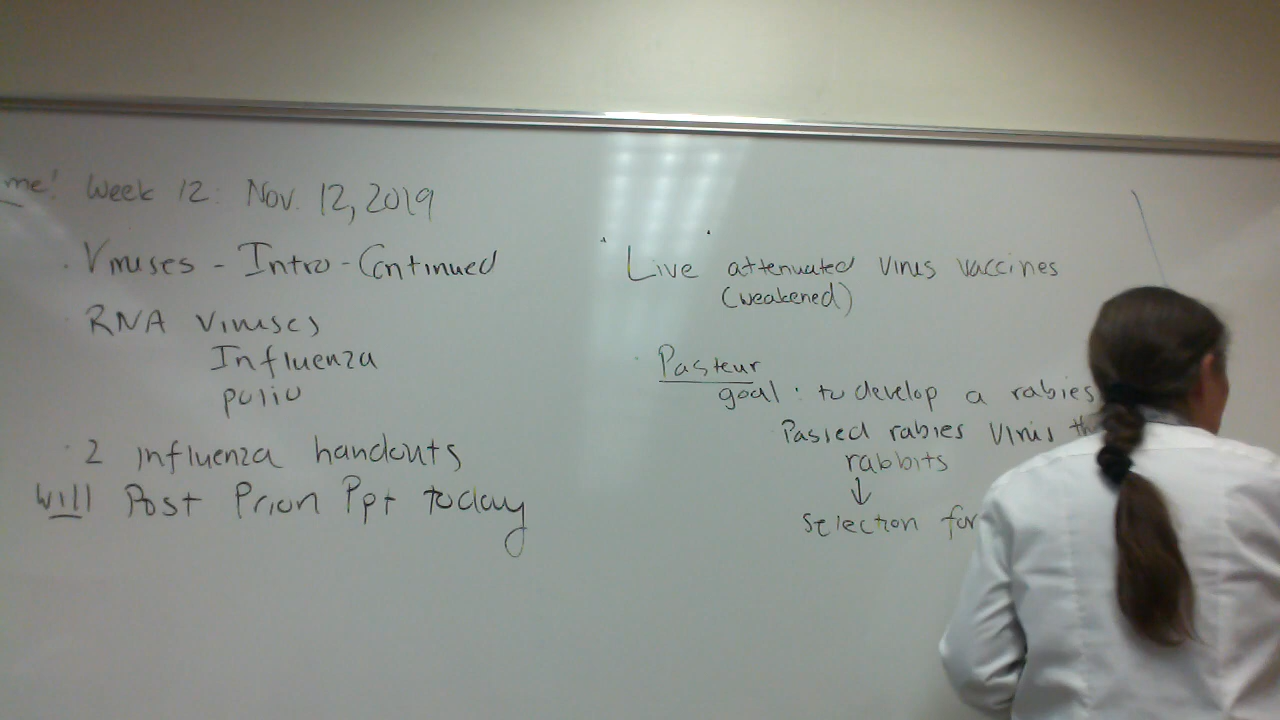 me! Week 12: Nov. 12, 2019
· Viruses - Intro - Continued
· RNA Viruses
Influenza
polio
· 2 influenza handouts
will Post Prion Ppt today
Live attenuated virus vaccines
(weakened)
· Pasteur
goal: to develop a rabies
· Passed rabies virus th
rabbits
↓
selection for